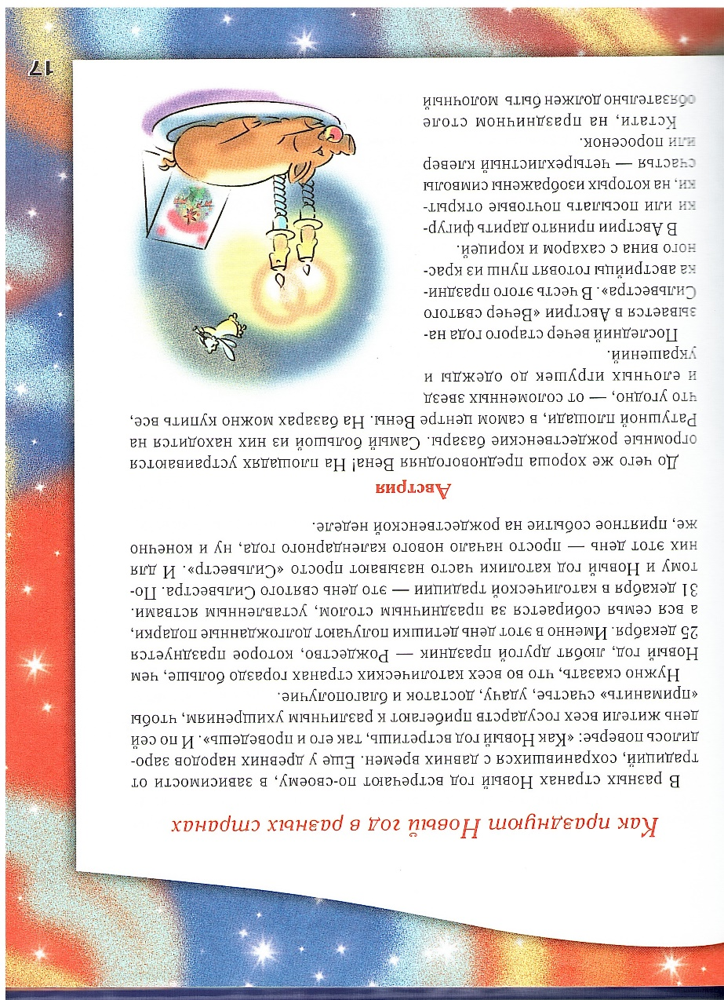 Как празднуют Новый год в разных странах
В разных странах Новый год встречают по-своему, в зависимости от
традиций, сохранившихся с давних времен. Еще у древних народов заро-
дилось поверье: «Как Новый год встретишь, так его и проведешь». И по сей
день жители всех государств прибегают к различным ухищрениям, чтобы
«приманить» счастье, удачу, достаток и благополучие.
Нужно сказать, что во всех католических странах гораздо больше, чем
Новый год, любят другой праздник — Рождество, которое празднуется
25 декабря. Именно в этот день детишки получают долгожданные подарки,
а вся семья собирается за праздничным столом, уставленным яствами.
31 декабря в католической традиции — это день святого Сильвестра. По-
тому и Новый год католики часто называют просто «Сильвестр». И для
них этот день — просто начало нового календарного года, ну и конечно
же, приятное событие на рождественской неделе.
Австрия
До чего же хороша предновогодняя Вена! На площадях устраиваются
огромные рождественские базары. Самый большой из них находится на
Ратушной площади, в самом центре Вены. На базарах можно купить все,
что угодно, — от соломенных звезд
и елочных игрушек до одежды и
украшений.
Последний вечер старого года на-
зывается в Австрии «Вечер святого
Сильвестра». В честь этого праздни-
ка австрийцы готовят пунш из крас-
ного вина с сахаром и корицей.
В Австрии принято дарить фигур-
ки или посылать почтовые открыт-
ки, на которых изображены символы
счастья — четырехлистный клевер
или поросенок.
Кстати, на праздничном столе
обязательно должен быть молочный
17